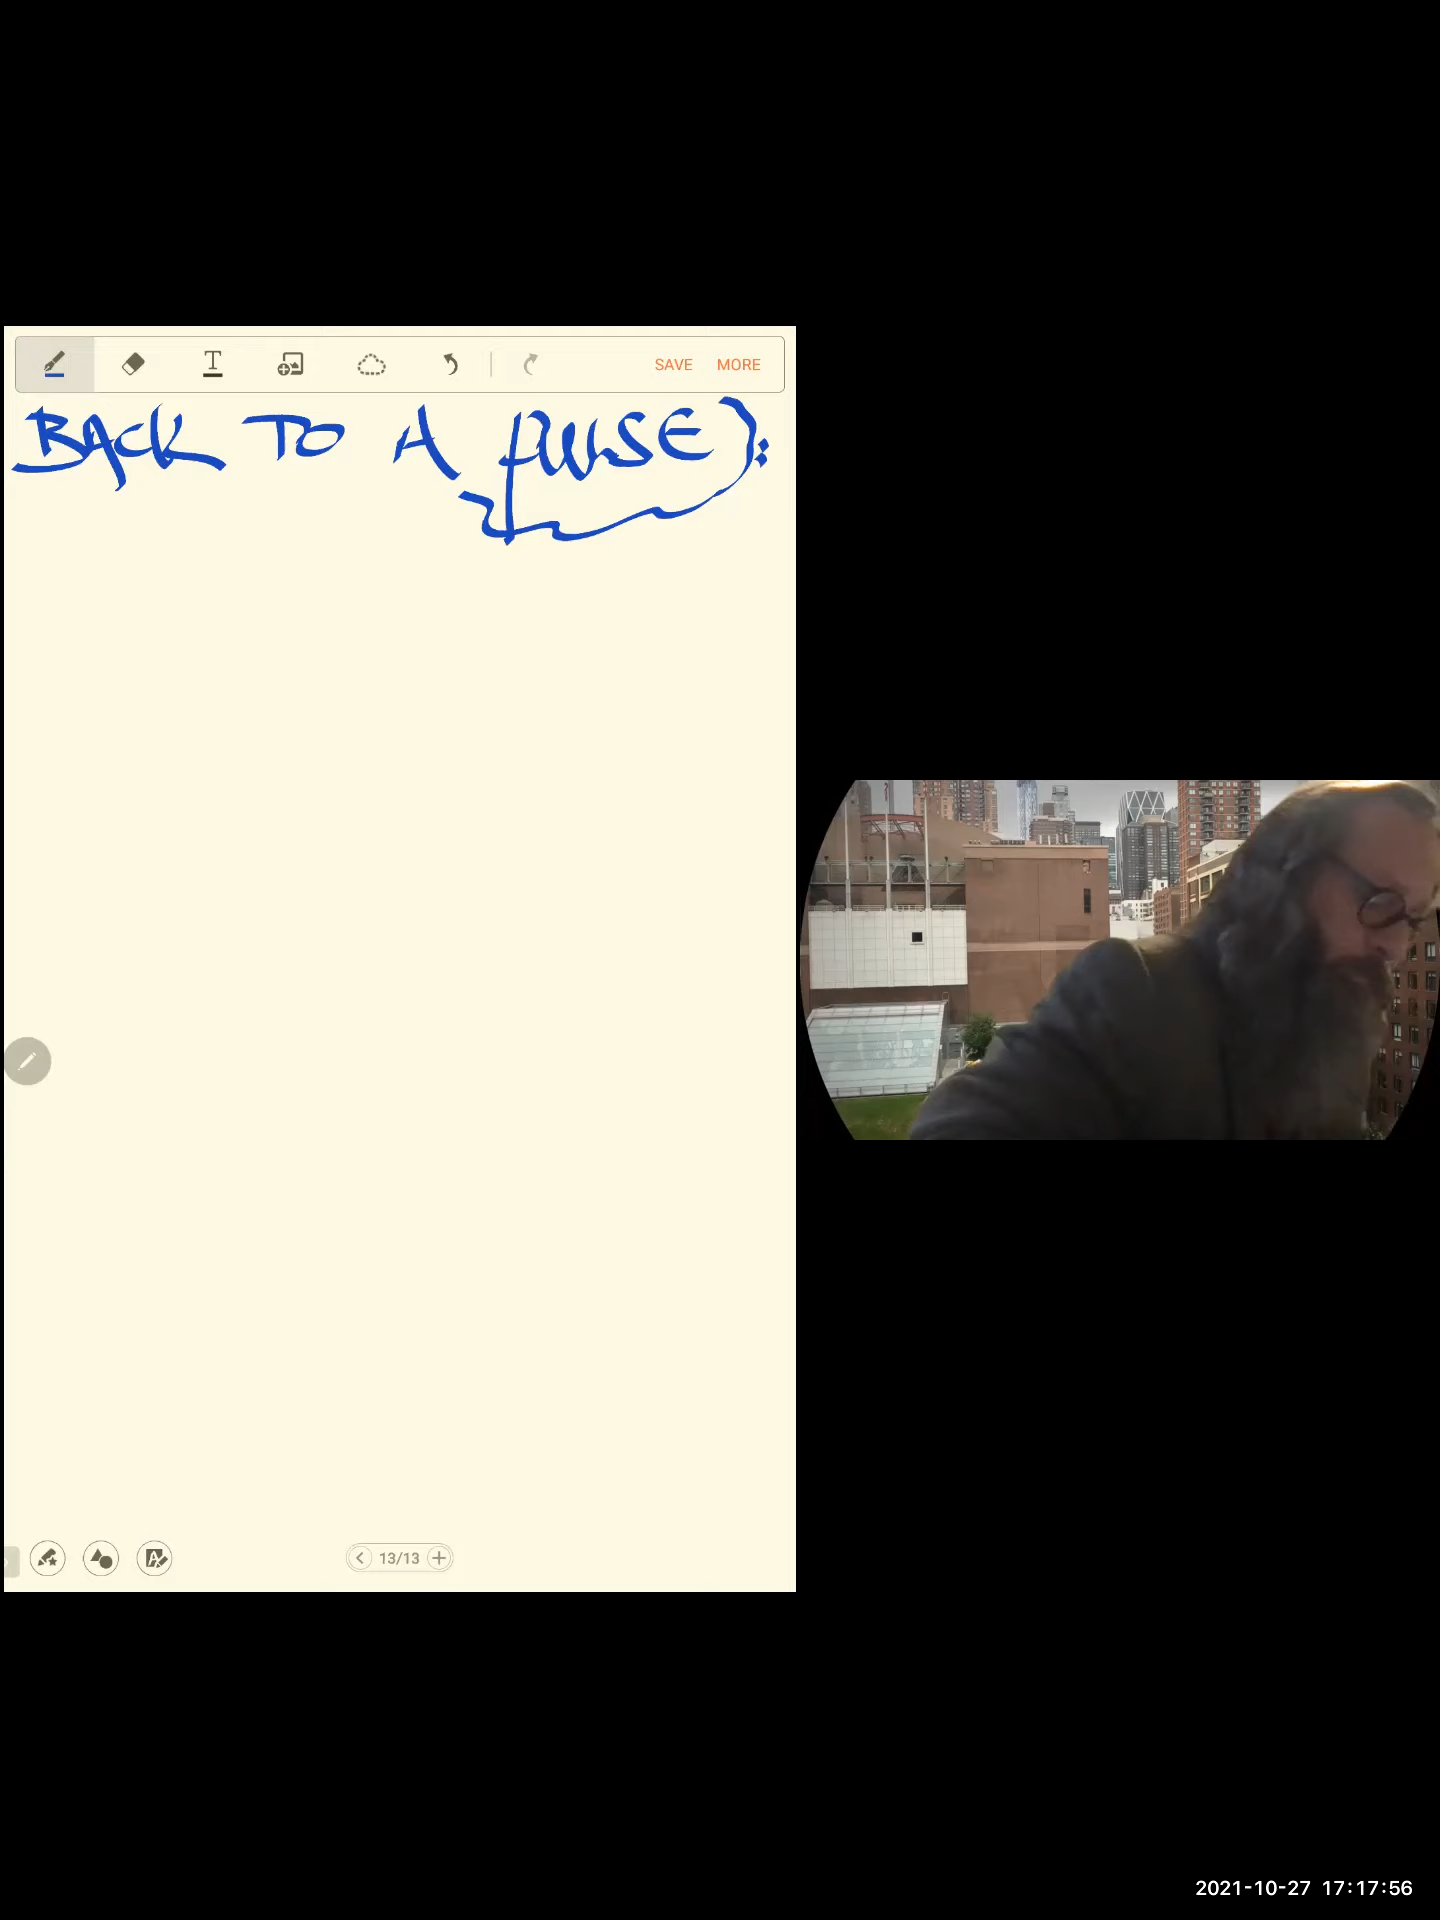 T
SAVE MORE
BACK TO A PULSE):
A
13/13
2021-10-27 17:17:56